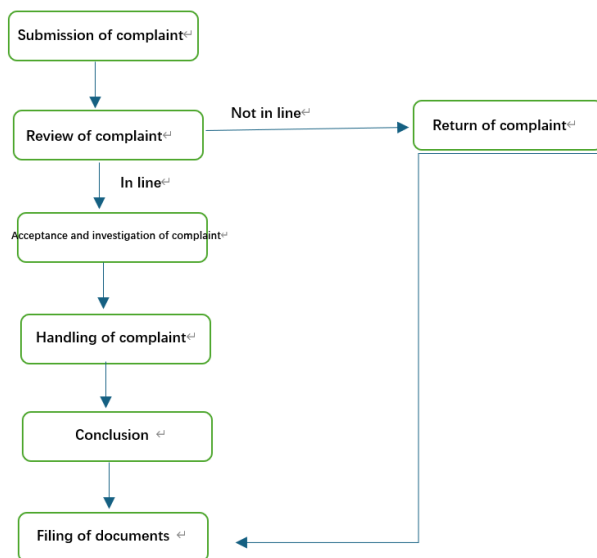 Submission of complaint↵
Not in line↵
Review of complaint↵
Return of complaint↵
In line↵
Acceptance and investigation of complaint↵
Handling of complaint↵
Conclusion ↵
Filing of documents ↵